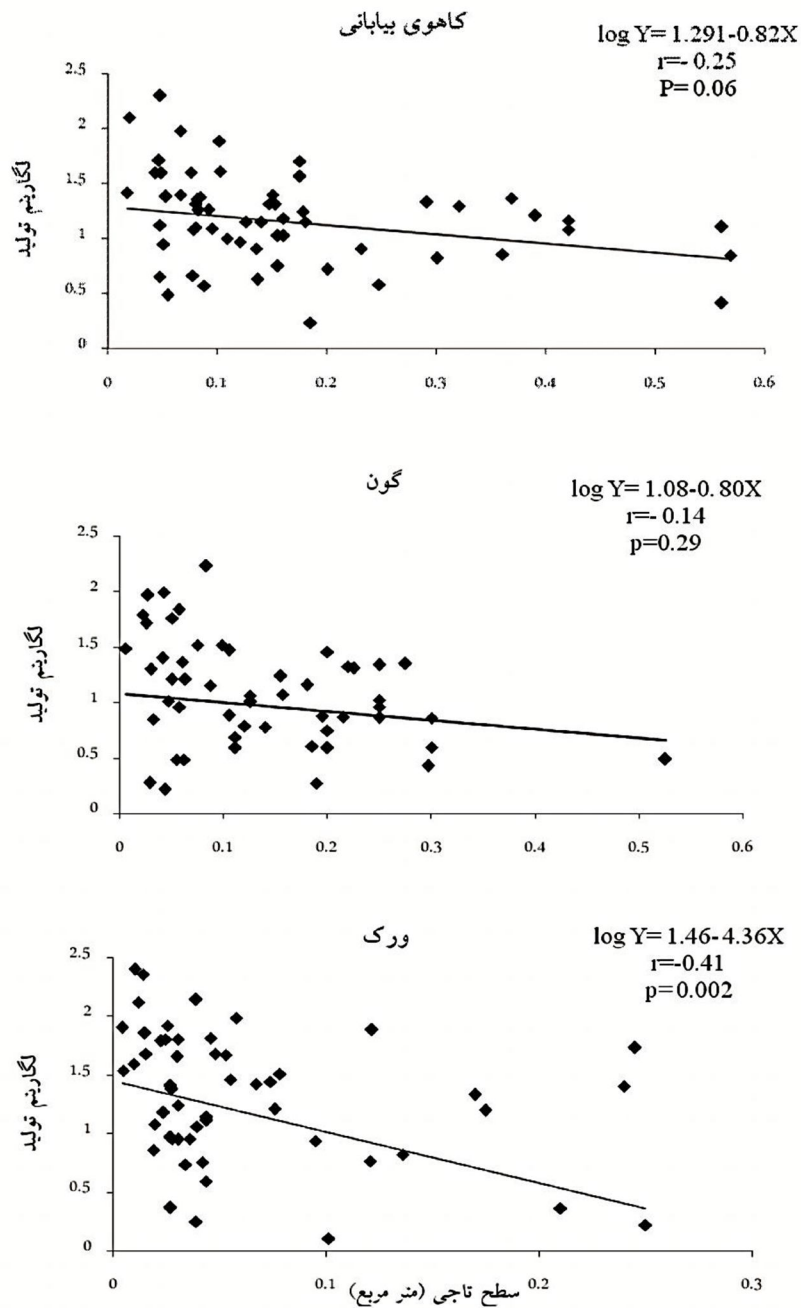 کاهوی بیابانی
log Y= 1.291-0.82X
r=- 0.25
P= 0.06
لگاریتم تولید
2.5
2
1.5
1
0.5
0
0 0.1 0.2 0.3 0.4 0.5 0.6
گون
log Y= 1.08-0.80X
r=- 0.14
p=0.29
لگاریتم تولید
2.5
2
1.5
1
0.5
0
0 0.1 0.2 0.3 0.4 0.5 0.6
ورک
log Y= 1.46-4.36X
r=-0.41
p=0.002
لگاریتم تولید
2.5
2
1.5
1
0.5
0
0 0.1 0.2 0.3
سطح تاجی (متر مربع)